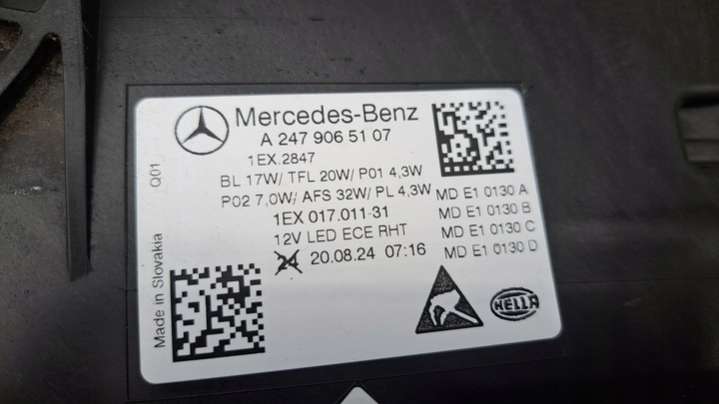 Mercedes-Benz
A 247 906 51 07
1EX.2847
BL 17W/ TFL 20W/ P01 4,3W
P02 7,0W/ AFS 32W/ PL 4,3W
1EX 017.011-31
12V LED ECE RHT
24 20.08.24 07:16
MD E1 0130 A
MD E1 0130 B
MD E1 0130 C
MD E1 0130 D
Made in Slovakia
Q01
HELLA